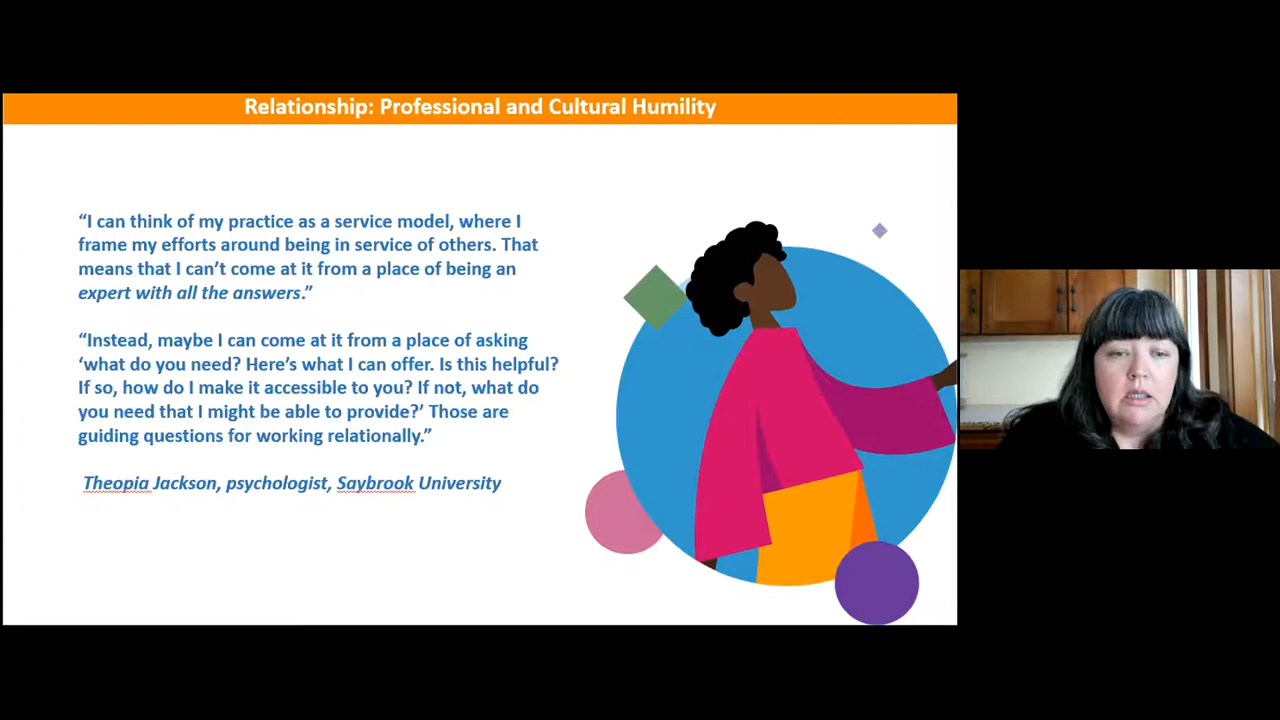 Relationship: Professional and Cultural Humility
“I can think of my practice as a service model, where I
frame my efforts around being in service of others. That
means that I can’t come at it from a place of being an
expert with all the answers.”
“Instead, maybe I can come at it from a place of asking
‘what do you need? Here’s what I can offer. Is this helpful?
If so, how do I make it accessible to you? If not, what do
you need that I might be able to provide?’ Those are
guiding questions for working relationally.”
Theopia Jackson, psychologist, Saybrook University